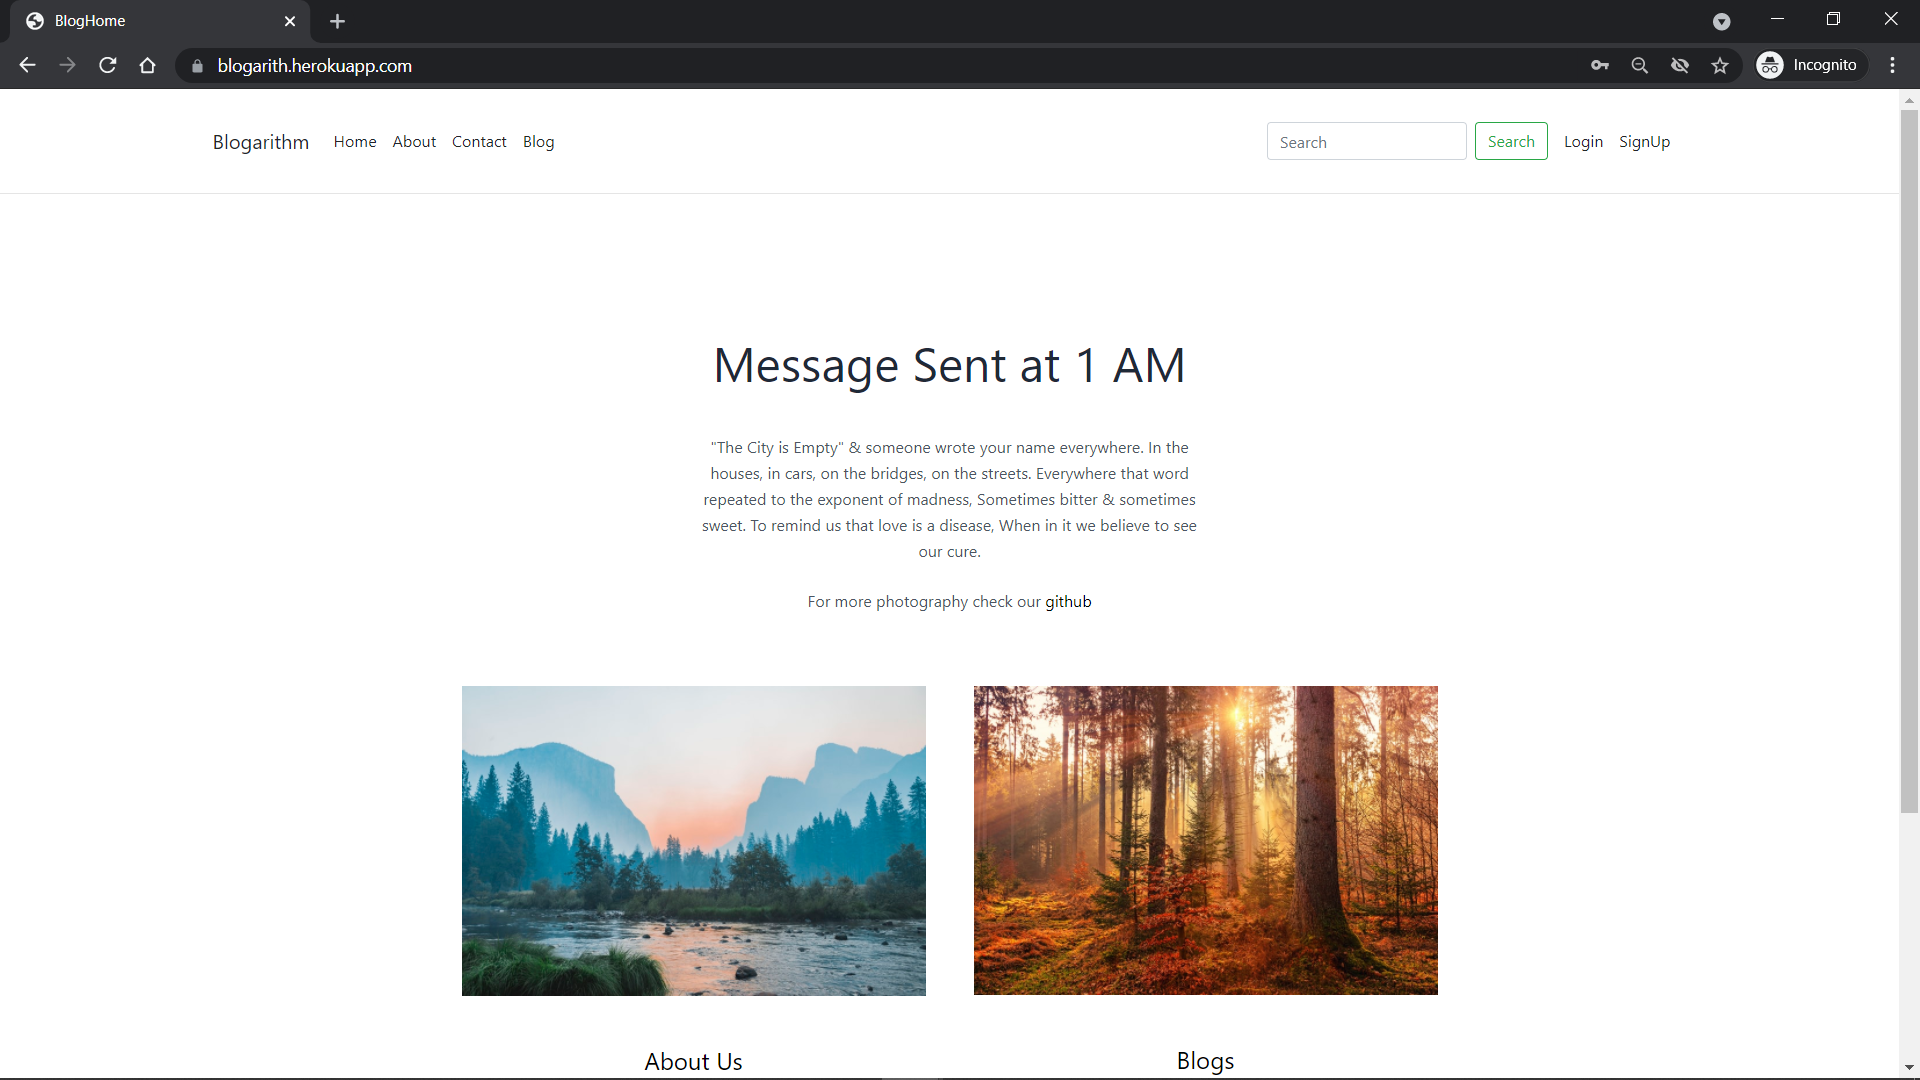 BlogHome
blogarith.herokuapp.com
Incognito
Blogarithm Home About Contact Blog
Search Search Login SignUp
Message Sent at 1 AM
"The City is Empty" & someone wrote your name everywhere. In the
houses, in cars, on the bridges, on the streets. Everywhere that word
repeated to the exponent of madness, Sometimes bitter & sometimes
sweet. To remind us that love is a disease, When in it we believe to see
our cure.
For more photography check our github
About Us
Blogs